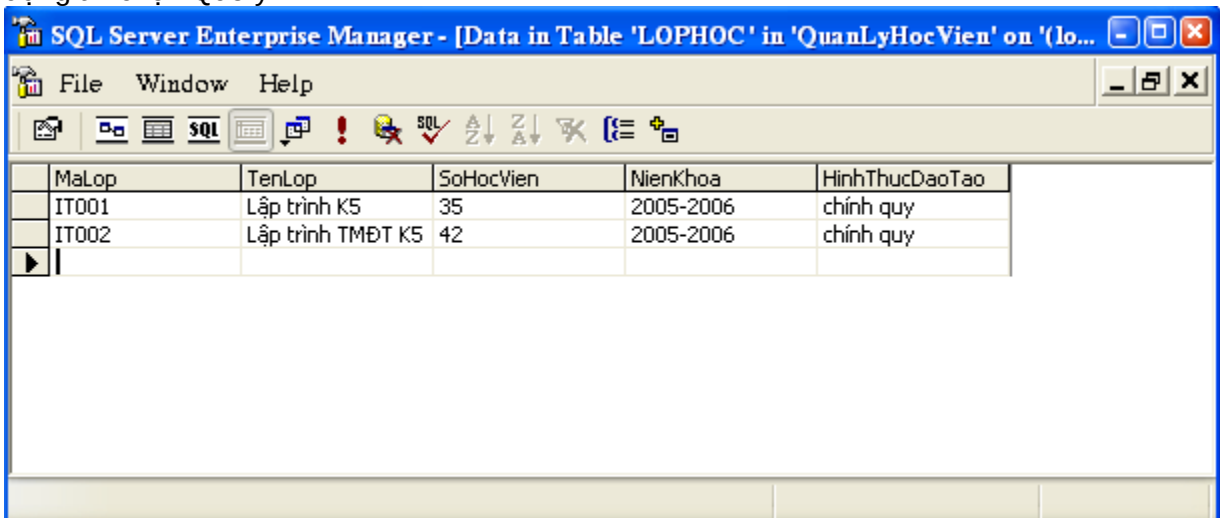 SQL Server Enterprise Manager - [Data in Table 'LOPHOC' in 'QuanLyHocVien' on '(lo...
File Window Help
SQL SQL A Z Z A
MaLop TenLop SoHocVien NienKhoa HinhThucDaoTao
IT001 Lập trình K5 35 2005-2006 chính quy
IT002 Lập trình TMĐT K5 42 2005-2006 chính quy